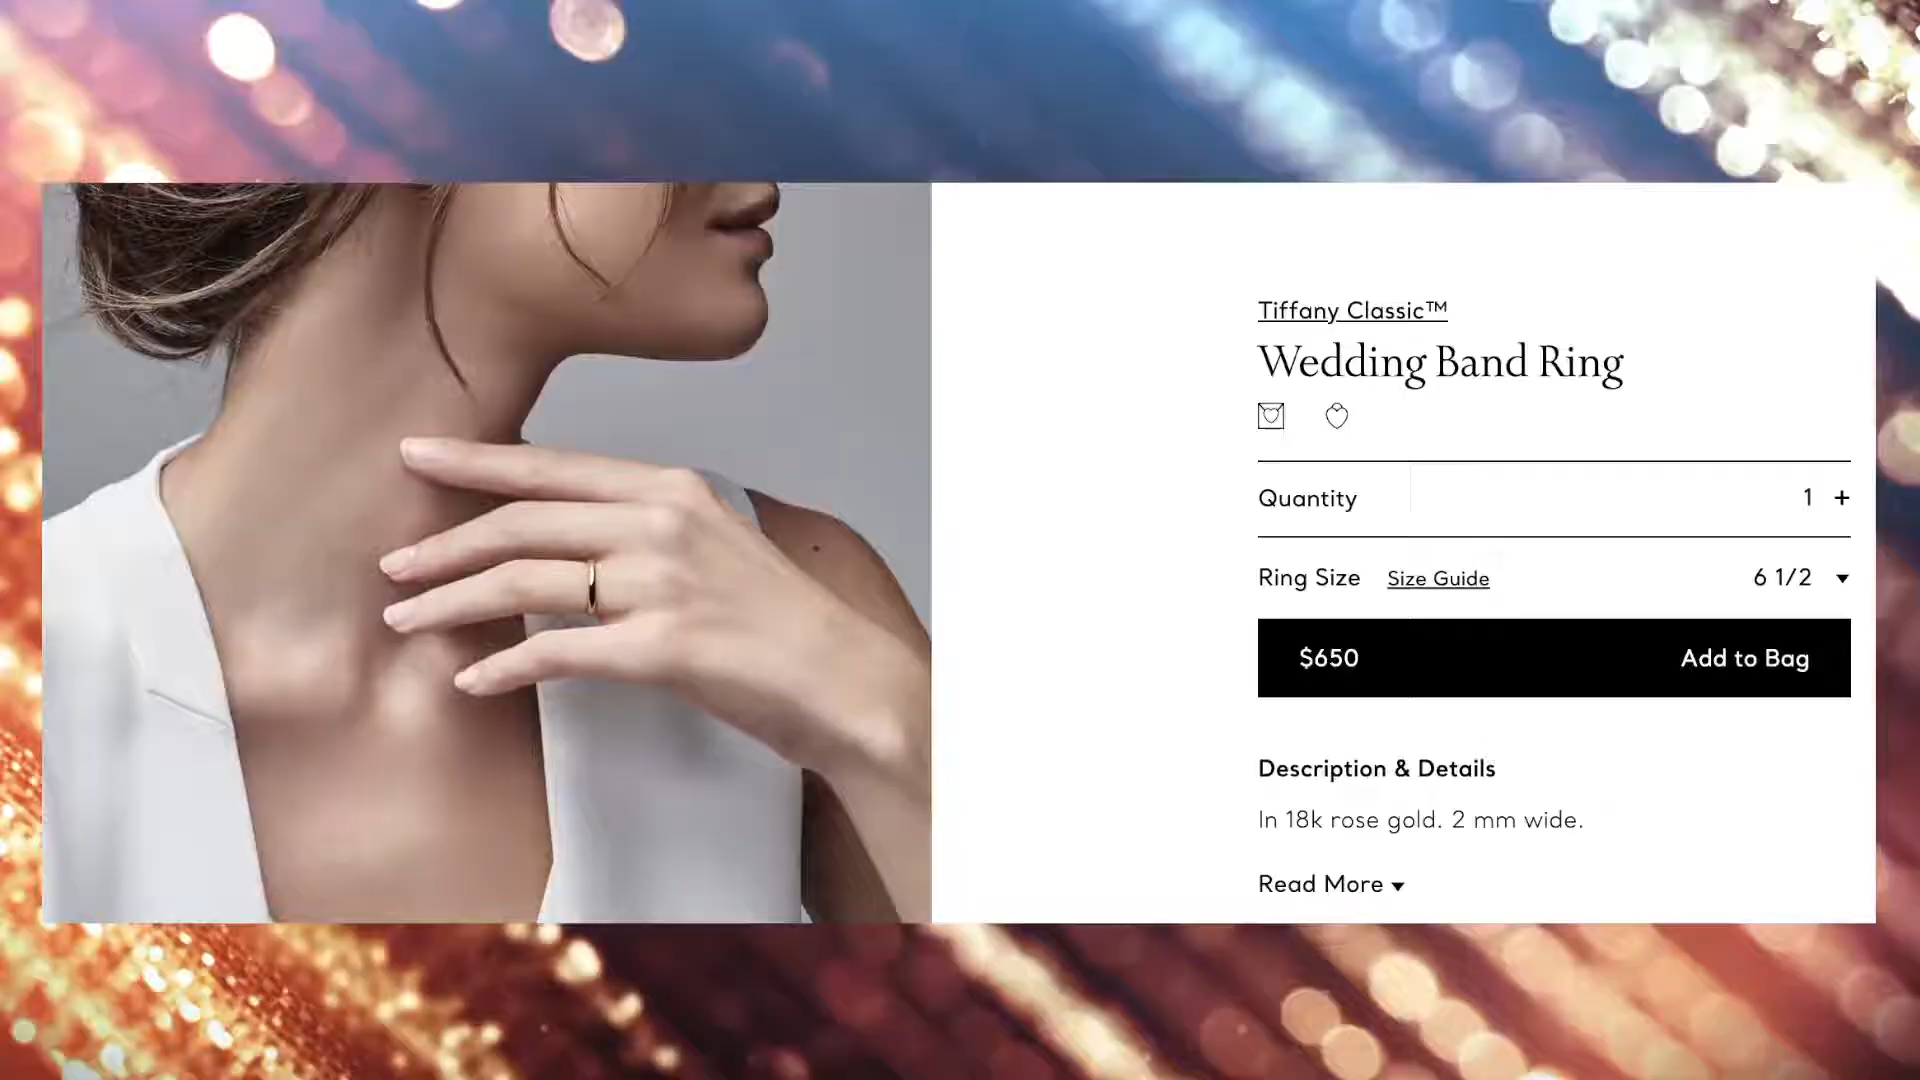 Tiffany Classic™
Wedding Band Ring
Quantity 1 +
Ring Size Size Guide 6 1/2
$650 Add to Bag
Description & Details
In 18k rose gold. 2 mm wide.
Read More